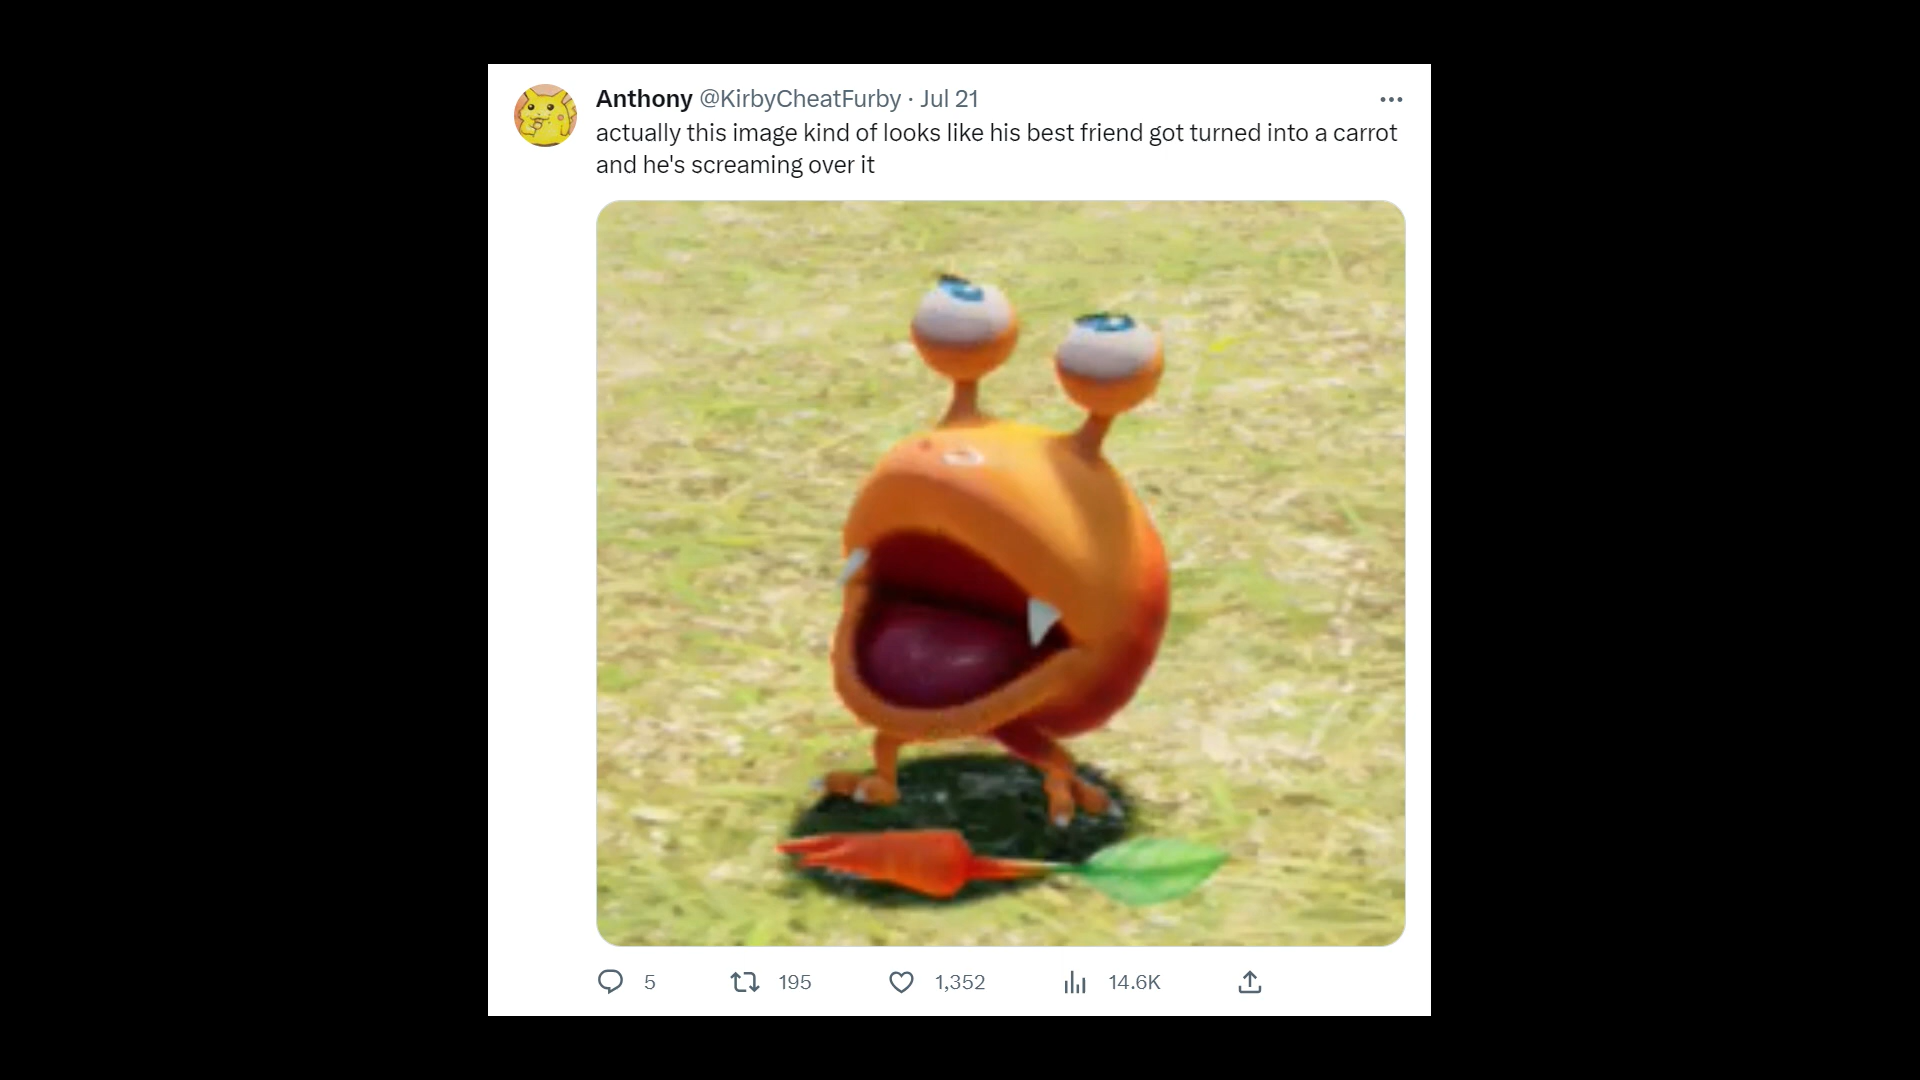 Anthony @KirbyCheatFurby · Jul 21
actually this image kind of looks like his best friend got turned into a carrot
and he's screaming over it
5 195 1,352 14.6K